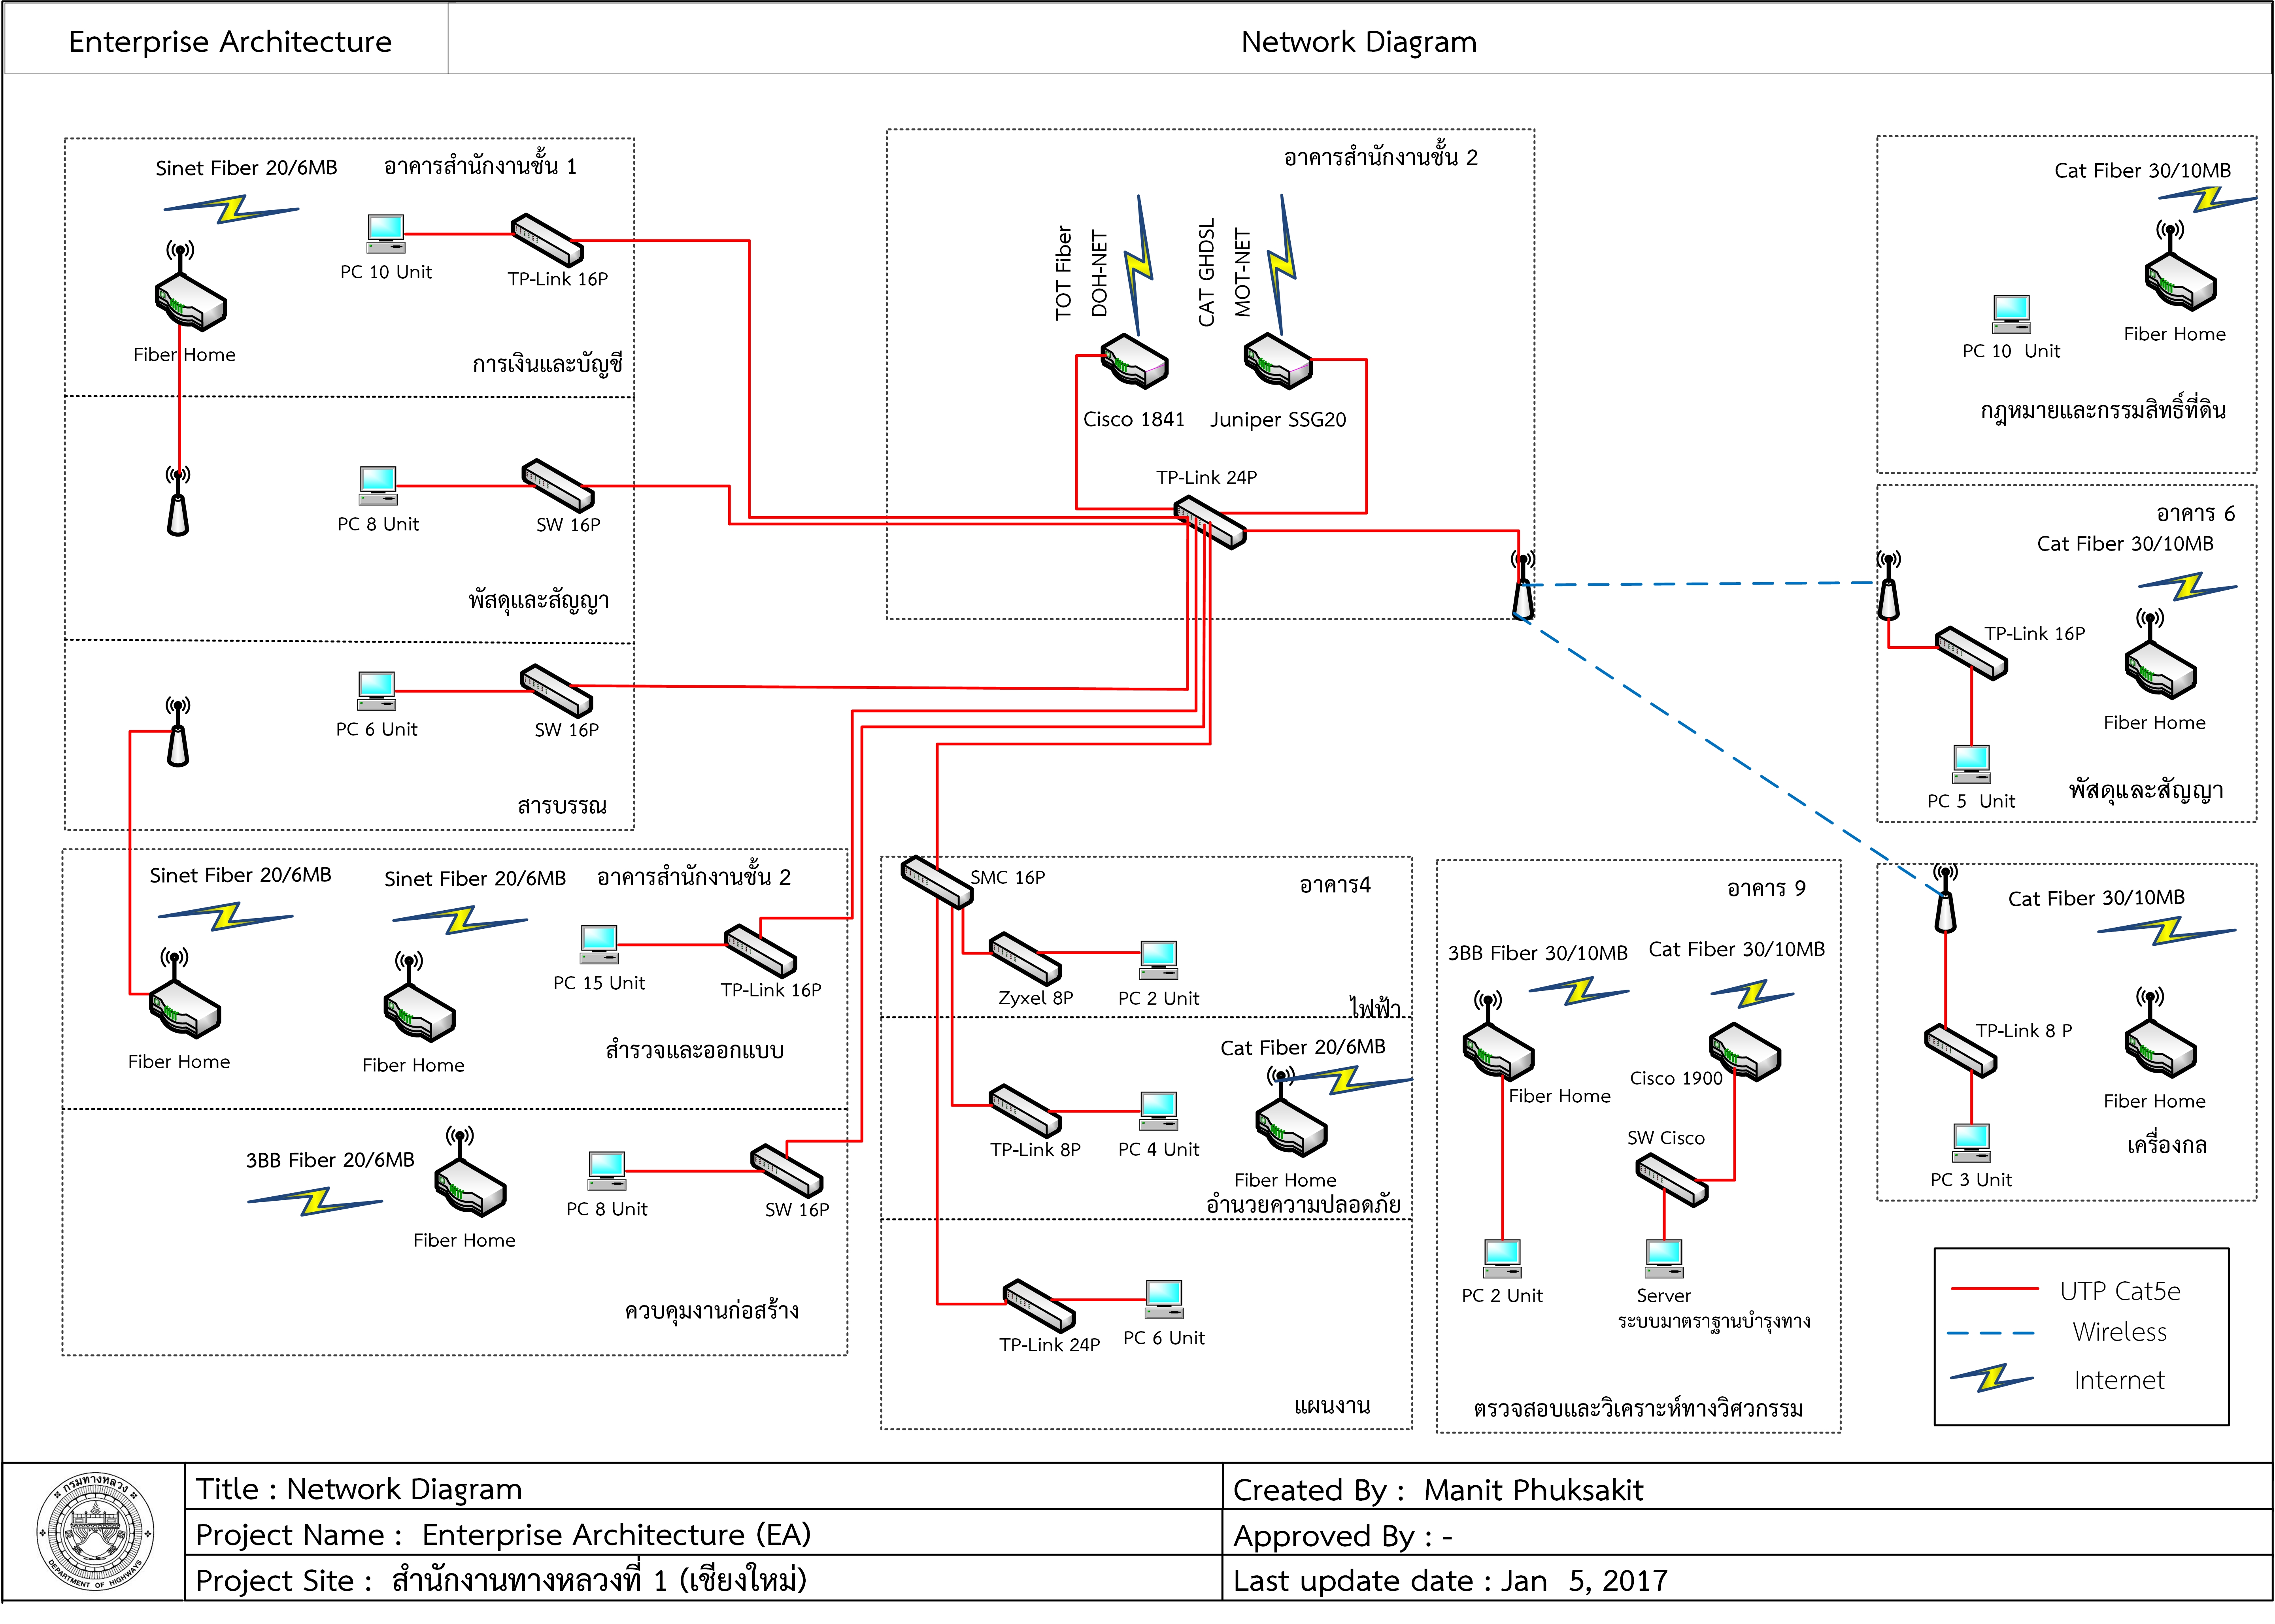 Enterprise Architecture
Network Diagram
Sinet Fiber 20/6MB
อาคารสำนักงานชั้น 1
PC 10 Unit
TP-Link 16P
Fiber Home
การเงินและบัญชี
PC 8 Unit
SW 16P
พัสดุและสัญญา
PC 6 Unit
SW 16P
สารบรรณ
อาคารสำนักงานชั้น 2
TOT Fiber
DOH-NET
CAT GHDSL
MOT-NET
Cisco 1841
Juniper SSG20
TP-Link 24P
Cat Fiber 30/10MB
PC 10 Unit
Fiber Home
กฎหมายและกรรมสิทธิ์ที่ดิน
อาคาร 6
Cat Fiber 30/10MB
TP-Link 16P
Fiber Home
PC 5 Unit
พัสดุและสัญญา
Sinet Fiber 20/6MB
Sinet Fiber 20/6MB
อาคารสำนักงานชั้น 2
PC 15 Unit
TP-Link 16P
Fiber Home
Fiber Home
สำรวจและออกแบบ
3BB Fiber 20/6MB
Fiber Home
PC 8 Unit
SW 16P
ควบคุมงานก่อสร้าง
SMC 16P
อาคาร4
Zyxel 8P
PC 2 Unit
ไฟฟ้า
Cat Fiber 20/6MB
TP-Link 8P
PC 4 Unit
Fiber Home
อำนวยความปลอดภัย
TP-Link 24P
PC 6 Unit
แผนงาน
อาคาร 9
3BB Fiber 30/10MB
Cat Fiber 30/10MB
Fiber Home
Cisco 1900
SW Cisco
PC 2 Unit
Server
ระบบมาตราฐานบำรุงทาง
ตรวจสอบและวิเคราะห์ทางวิศวกรรม
Cat Fiber 30/10MB
TP-Link 8 P
Fiber Home
เครื่องกล
PC 3 Unit
UTP Cat5e
Wireless
Internet
กรมทางหลวง
DEPARTMENT OF HIGHWAYS
Title : Network Diagram
Created By : Manit Phuksakit
Project Name : Enterprise Architecture (EA)
Approved By : -
Project Site : สำนักงานทางหลวงที่ 1 (เชียงใหม่)
Last update date : Jan 5, 2017